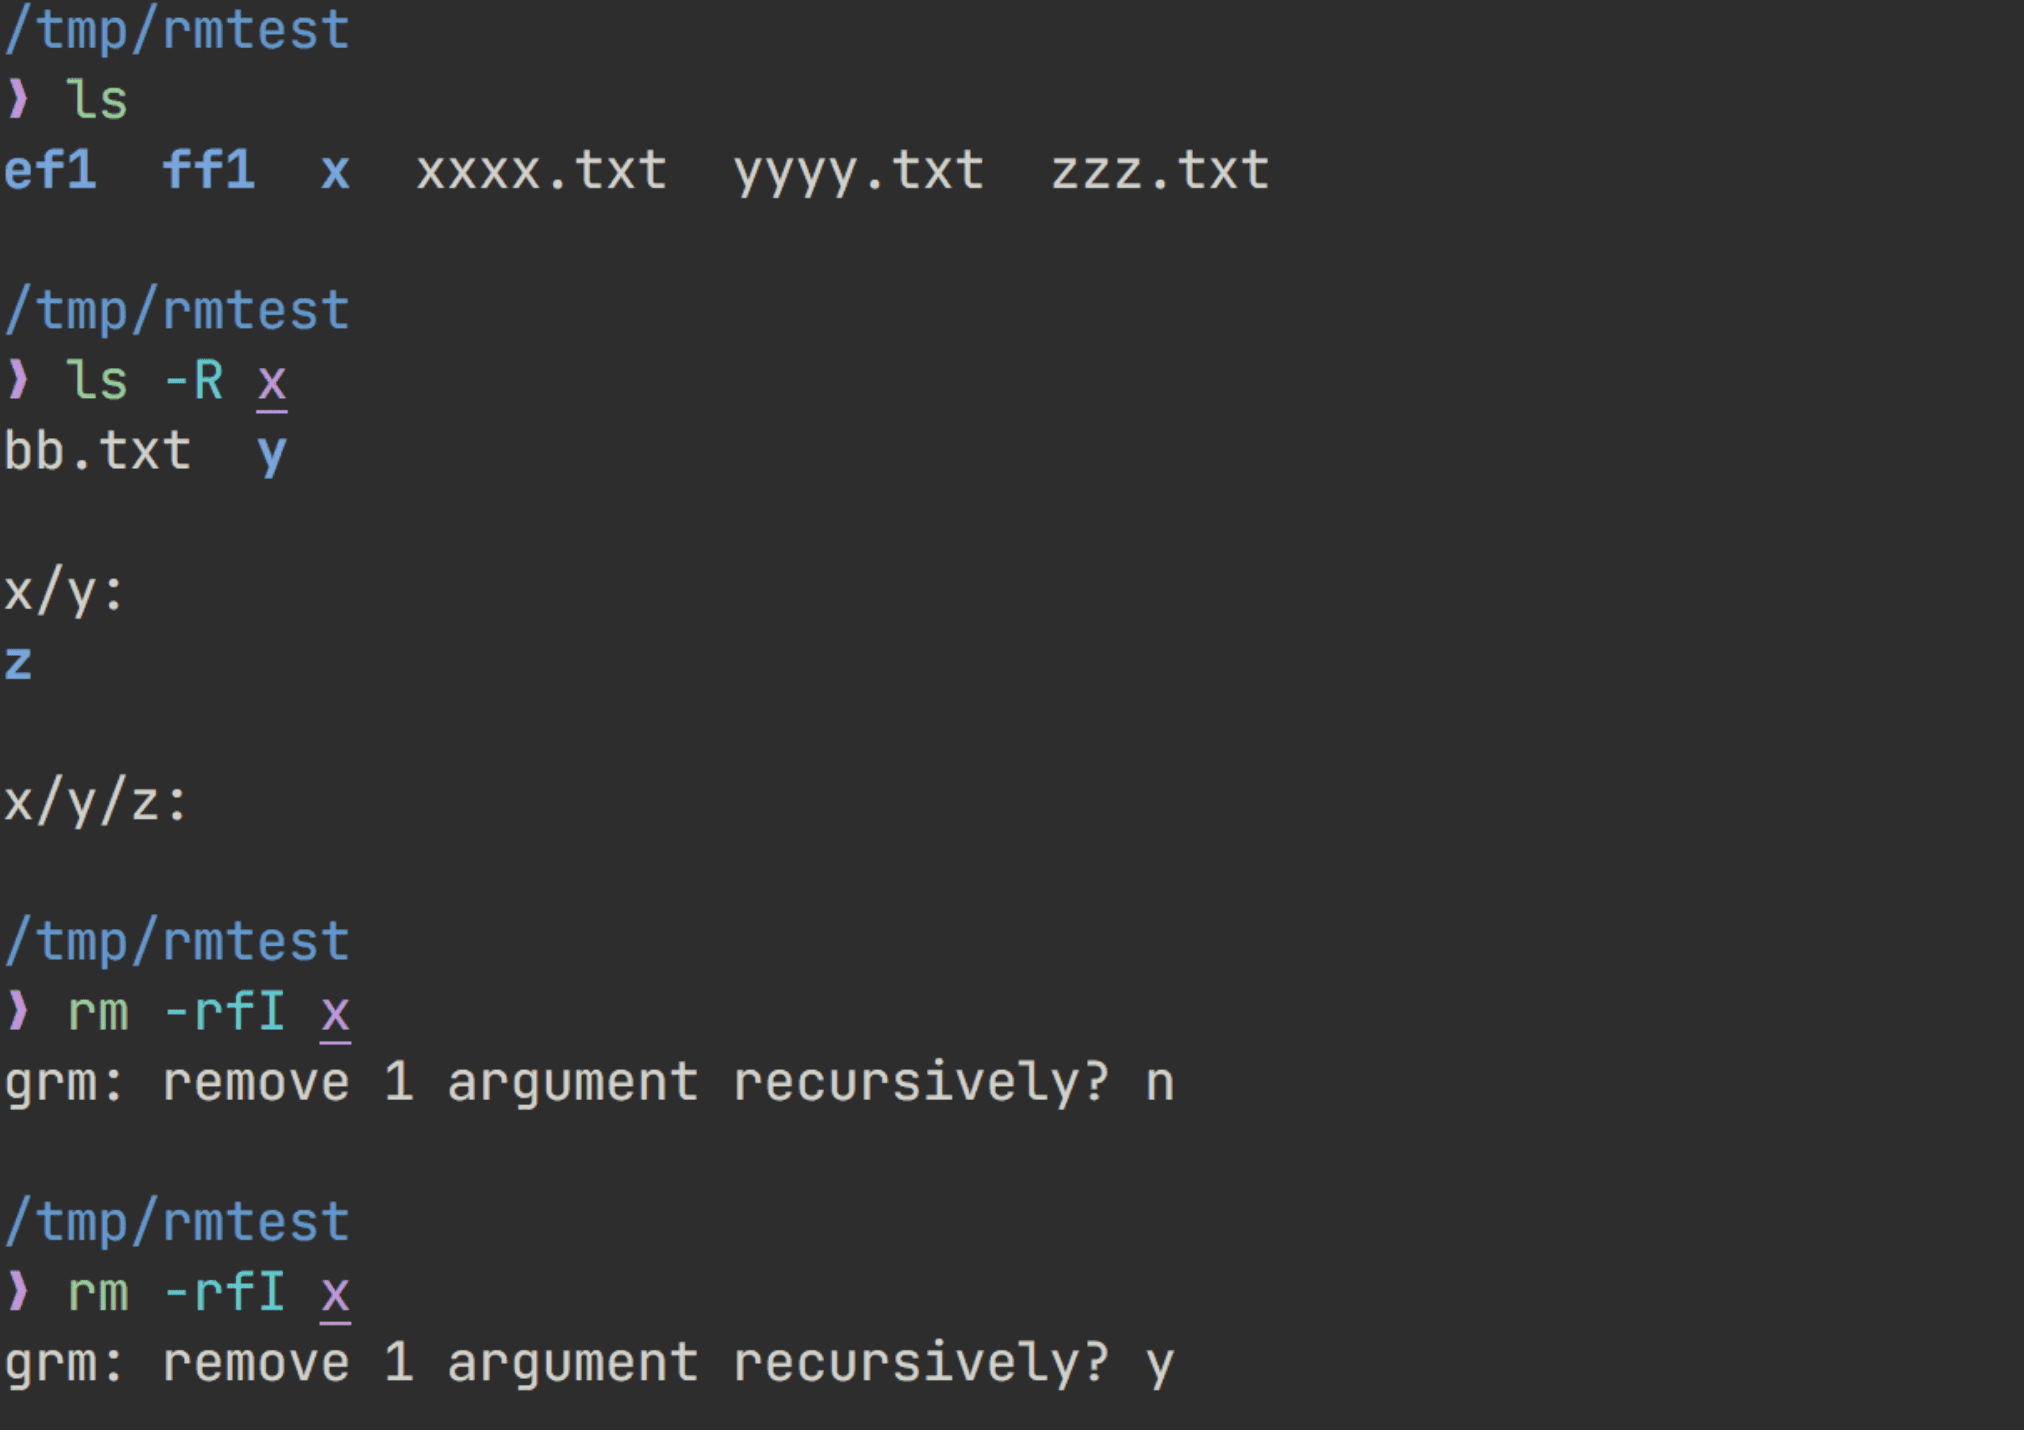 /tmp/rmtest
❯ ls
ef1  ff1  x  xxxx.txt  yyyy.txt  zzz.txt
/tmp/rmtest
❯ ls -R x
bb.txt  y
x/y:
z
x/y/z:
/tmp/rmtest
❯ rm -rfI x
grm: remove 1 argument recursively? n
/tmp/rmtest
❯ rm -rfI x
grm: remove 1 argument recursively? y